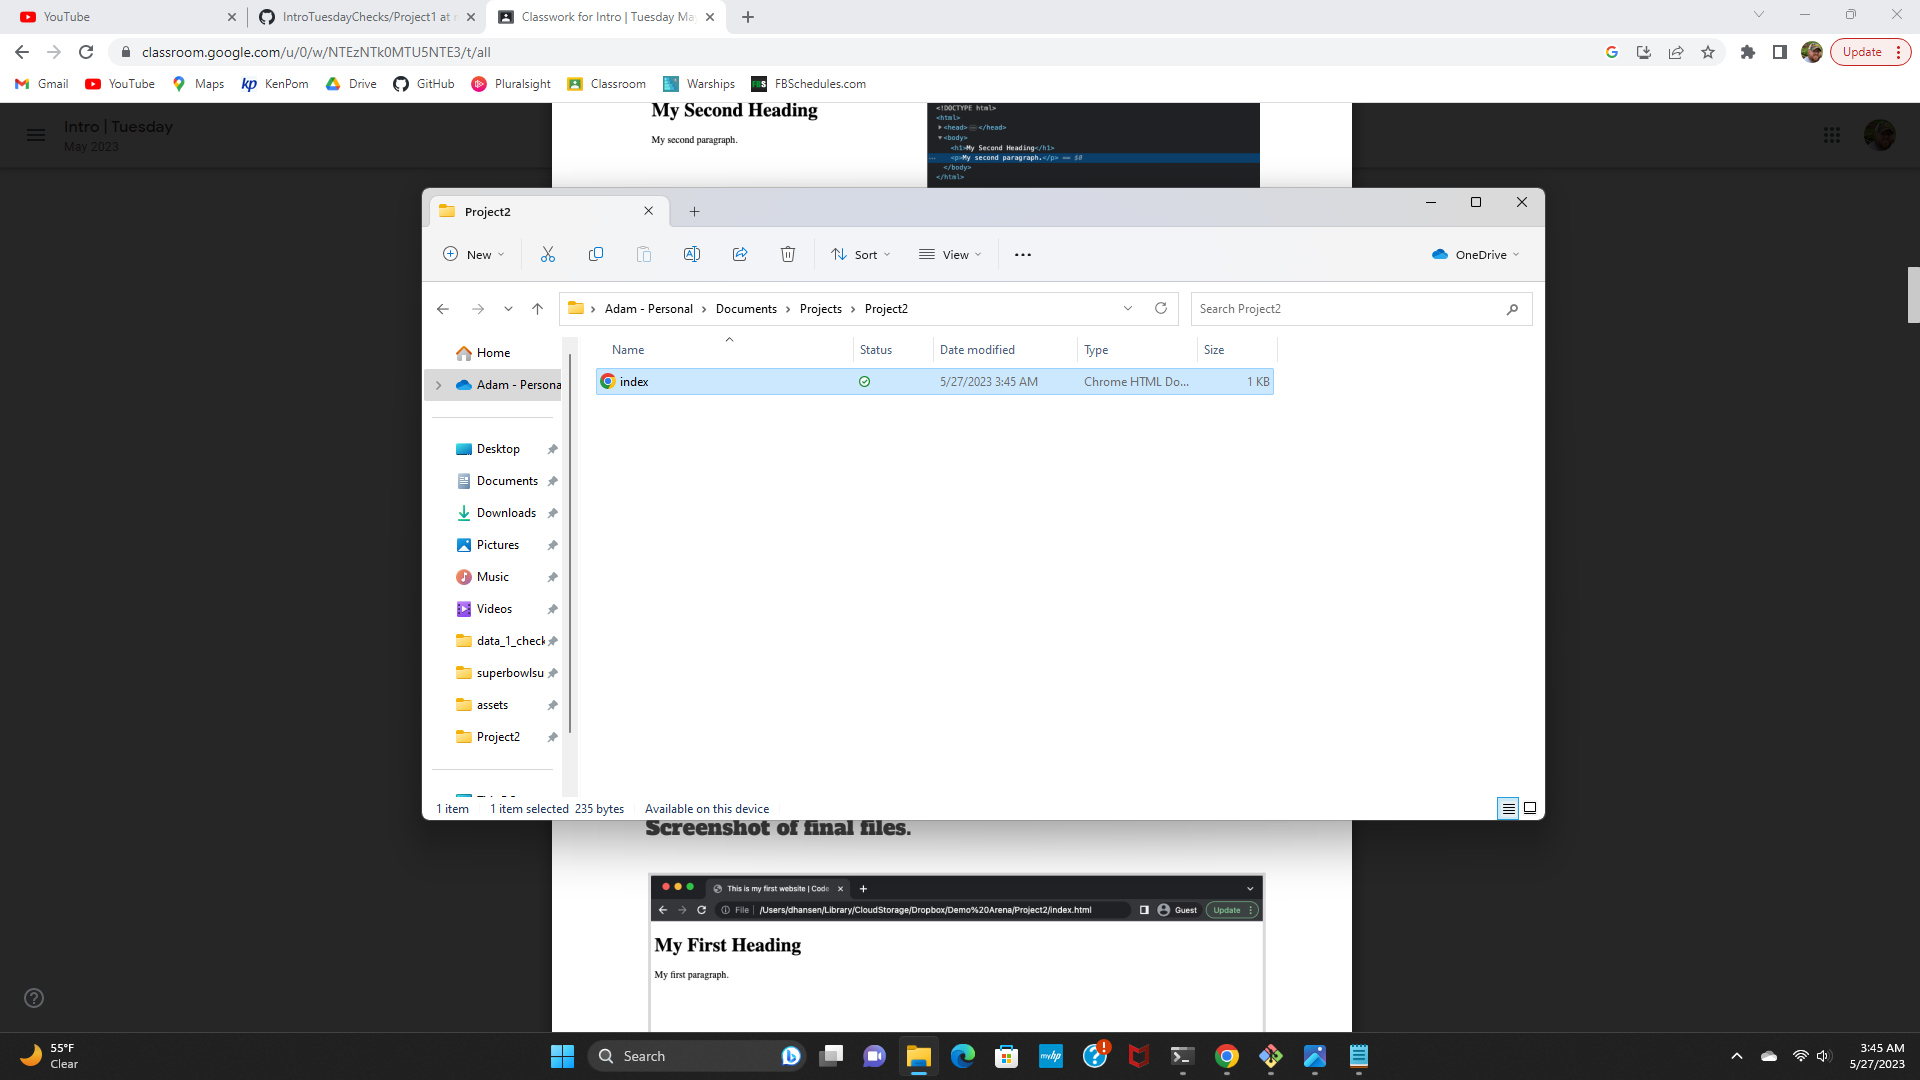 YouTube
IntroTuesdayChecks/Project1 at
Classwork for Intro | Tuesday Ma
classroom.google.com/u/0/w/NTEzNTk0MTU5NTE3/t/all
Update
Gmail
YouTube
Maps
kp KenPom
Drive
GitHub
Pluralsight
Classroom
Warships
FBS FBSchedules.com
Intro | Tuesday
May 2023
My Second Heading
My second paragraph.
<!DOCTYPE html>
<html>
<head> </head>
<body>
<h1>My Second Heading</h1>
<p>My second paragraph.</p> == $0
</body>
</html>
Project2
New
Sort
View
OneDrive
Adam - Personal > Documents > Projects > Project2
Search Project2
Name Status Date modified Type Size
index 5/27/2023 3:45 AM Chrome HTML Do... 1 KB
Home
Adam - Persona
Desktop
Documents
Downloads
Pictures
Music
Videos
data_1_check
superbowlsu
assets
Project2
1 item 1 item selected 235 bytes Available on this device
Screenshot of final files.
This is my first website | Code
File | /Users/dhansen/Library/CloudStorage/Dropbox/Demo%20Arena/Project2/index.html
Guest
Update
My First Heading
My first paragraph.
55°F
Clear
Search
myhp
3:45 AM
5/27/2023